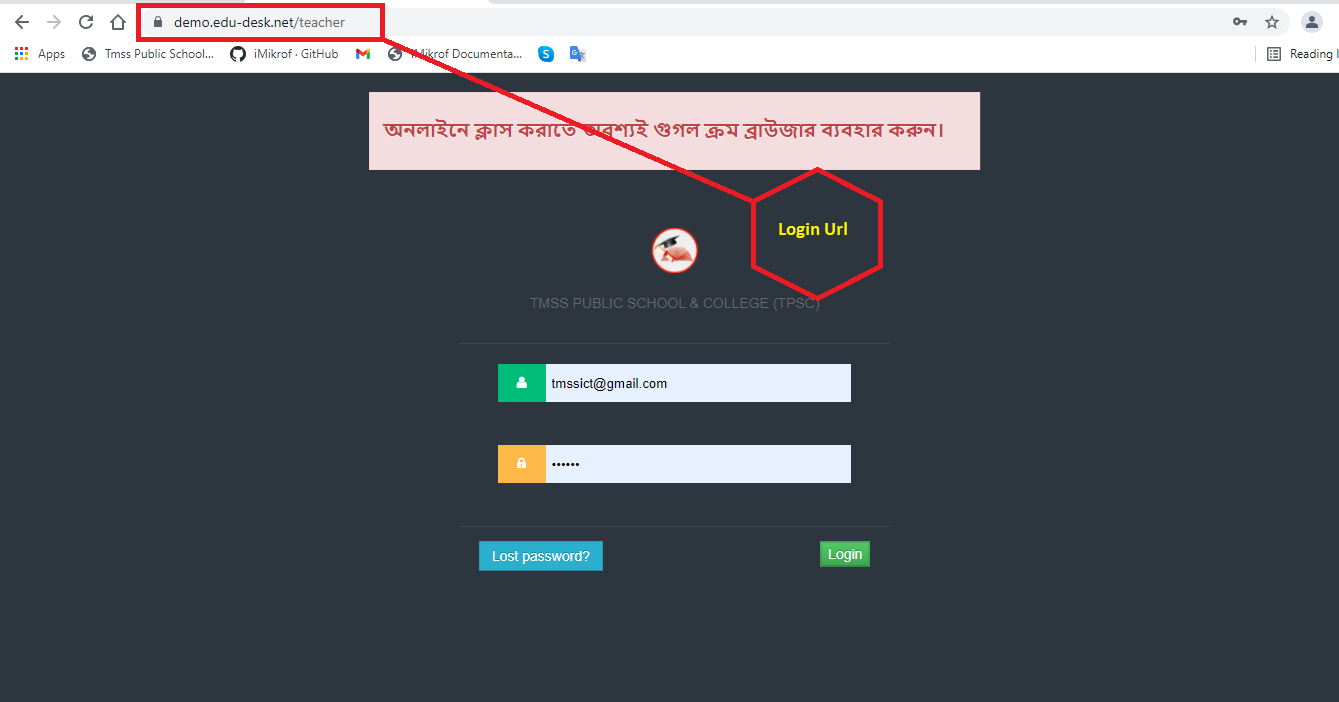 demo.edu-desk.net/teacher
Apps Tmss Public School... iMikrof · GitHub iMikrof Documenta... S Reading
অনলাইনে ক্লাস করাতে অবশ্যই গুগল ক্রম ব্রাউজার ব্যবহার করুন।
Login Url
TMSS PUBLIC SCHOOL & COLLEGE (TPSC)
tmssict@gmail.com
••••••
Lost password? Login